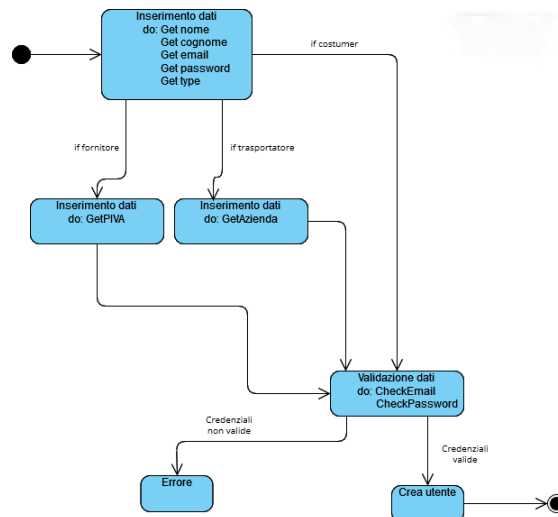 Inserimento dati
do: Get nome
Get cognome
Get email
Get password
Get type
if costumer
if fornitore
if trasportatore
Inserimento dati
do: GetPIVA
Inserimento dati
do: GetAzienda
Validazione dati
do: CheckEmail
CheckPassword
Credenziali
non valide
Credenziali
valide
Errore
Crea utente